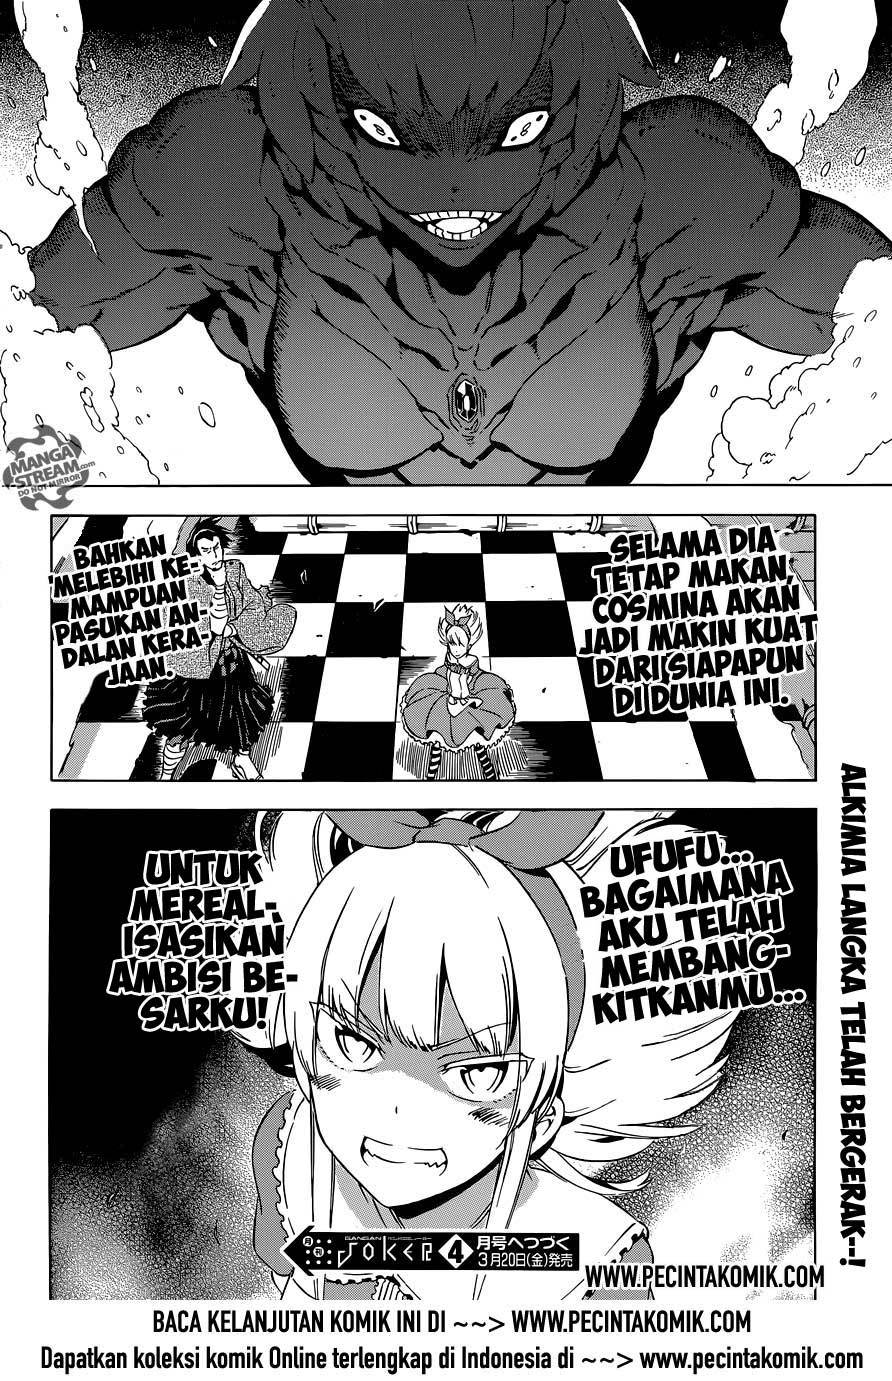 MANGA
STREAM.com
DO NOT MIRROR!
SELAMA DIA
TETAP MAKAN,
COSMINA AKAN
JADI MAKIN KUAT
DARI SIAPAPUN
DI DUNIA INI.
BAHKAN
MELEBIHI KE-
MAMPUAN
PASUKAN AN-
DALAN KERA-
JAAN.
UFUFU...
BAGAIMANA
AKU TELAH
MEMBANG-
KITKANMU...
UNTUK
MEREAL-
ISASIKAN
AMBISI BE-
SARKU!
ALKIMIA LANGKA TELAH BERGERAK--!
月刊
GANGAN
JOKER 4
月号へつづく
3月20日(金)発売
WWW.PECINTAKOMIK.COM
BACA KELANJUTAN KOMIK INI DI ~~> WWW.PECINTAKOMIK.COM
Dapatkan koleksi komik Online terlengkap di Indonesia di ~~> www.pecintakomik.com